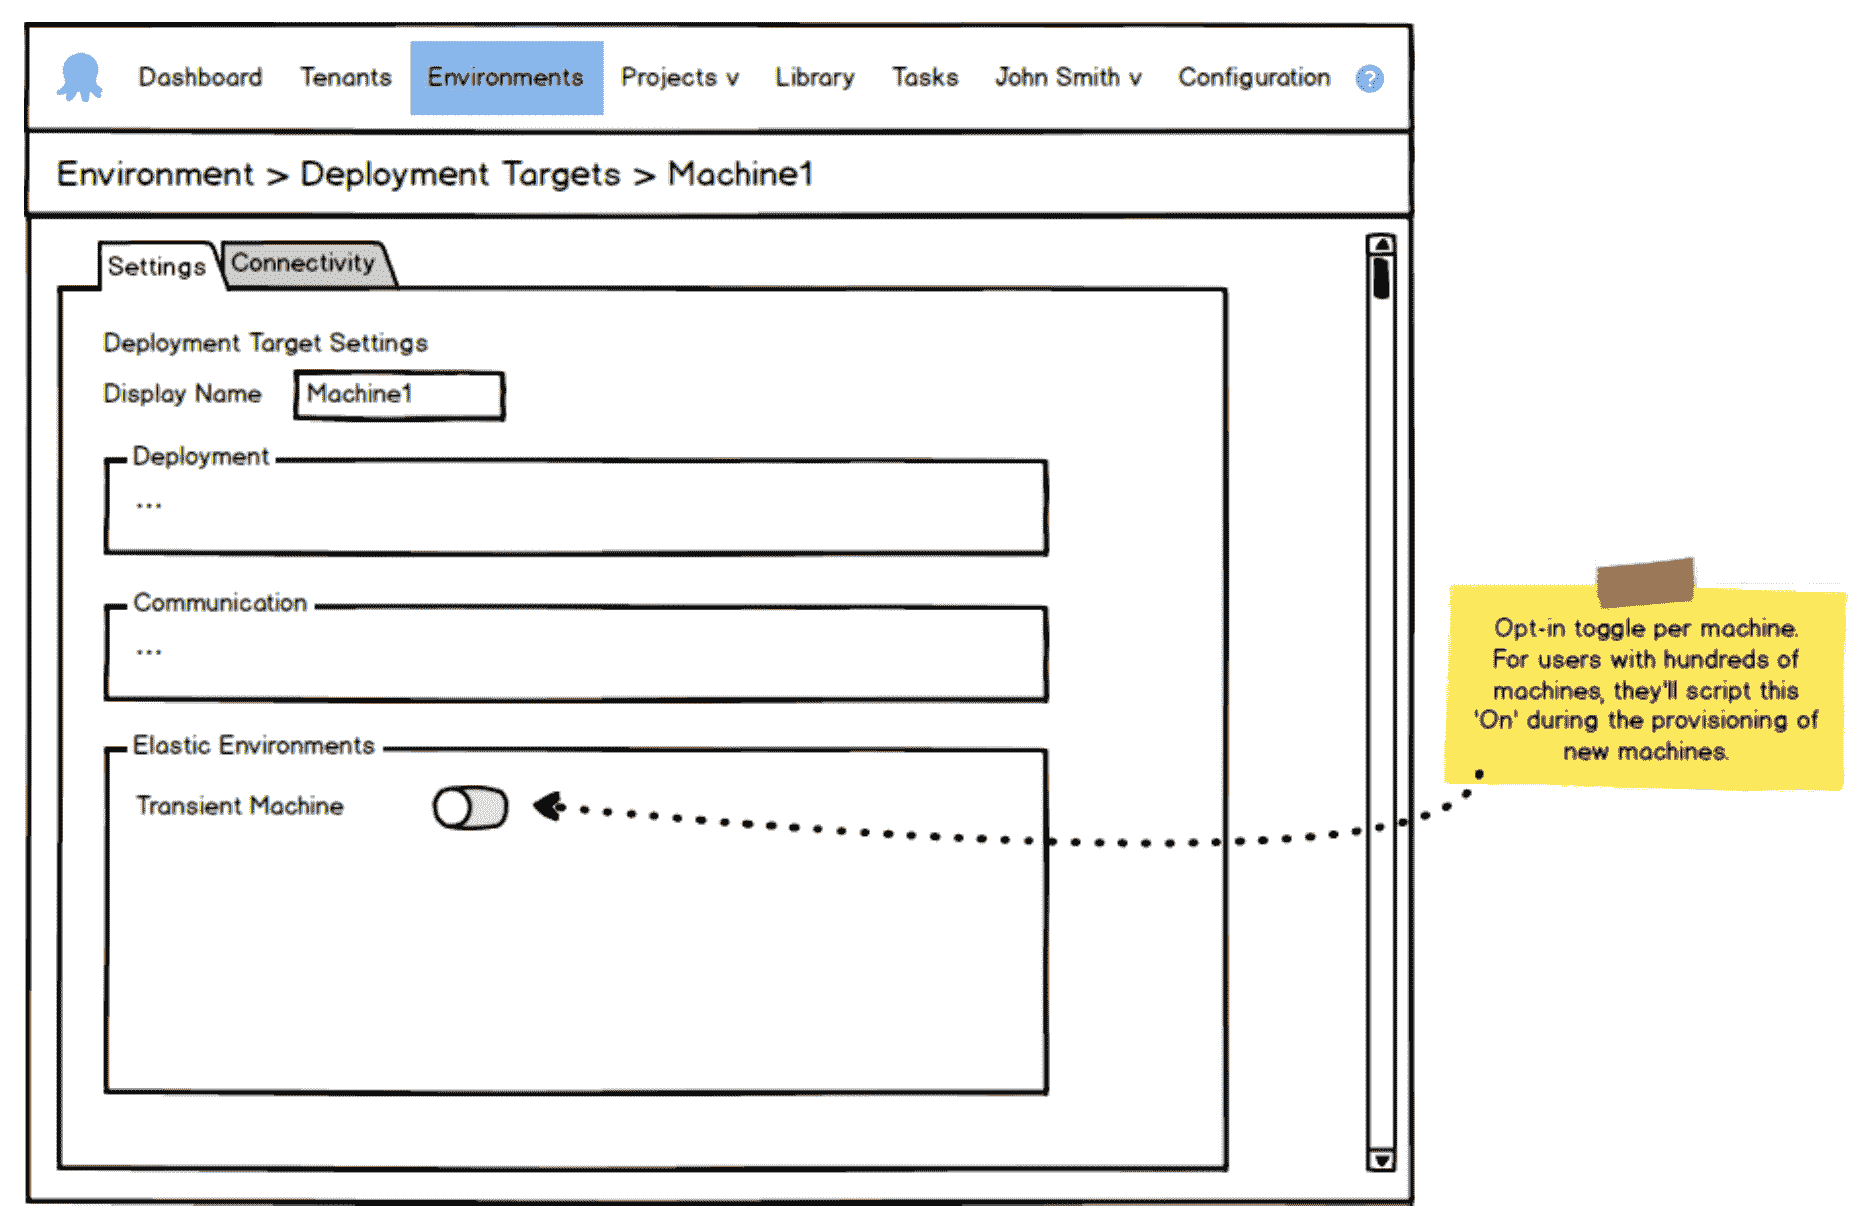 Dashboard Tenants Environments Projects v Library Tasks John Smith v Configuration ?
Environment > Deployment Targets > Machine1
Settings Connectivity
Deployment Target Settings
Display Name Machine1
Deployment
...
Communication
...
Elastic Environments
Transient Machine
Opt-in toggle per machine.
For users with hundreds of
machines, they'll script this
'On' during the provisioning of
new machines.